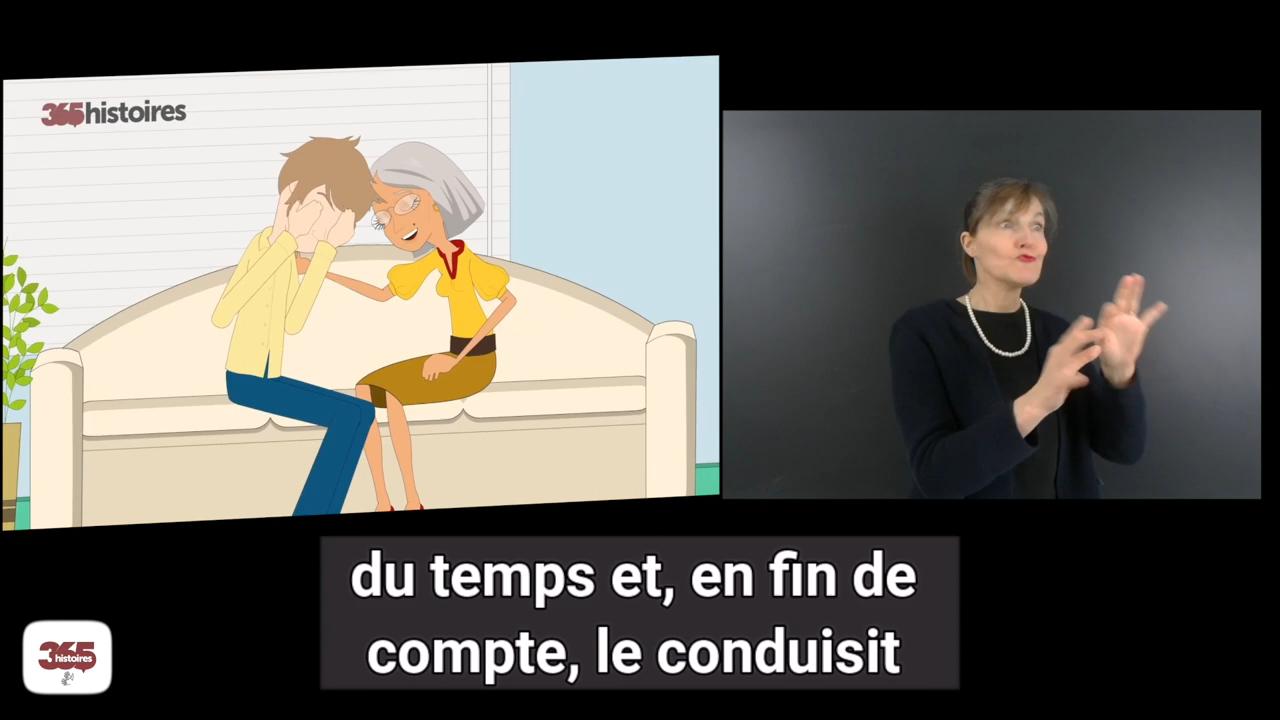 365histoires
du temps et, en fin de
compte, le conduisit
365
histoires